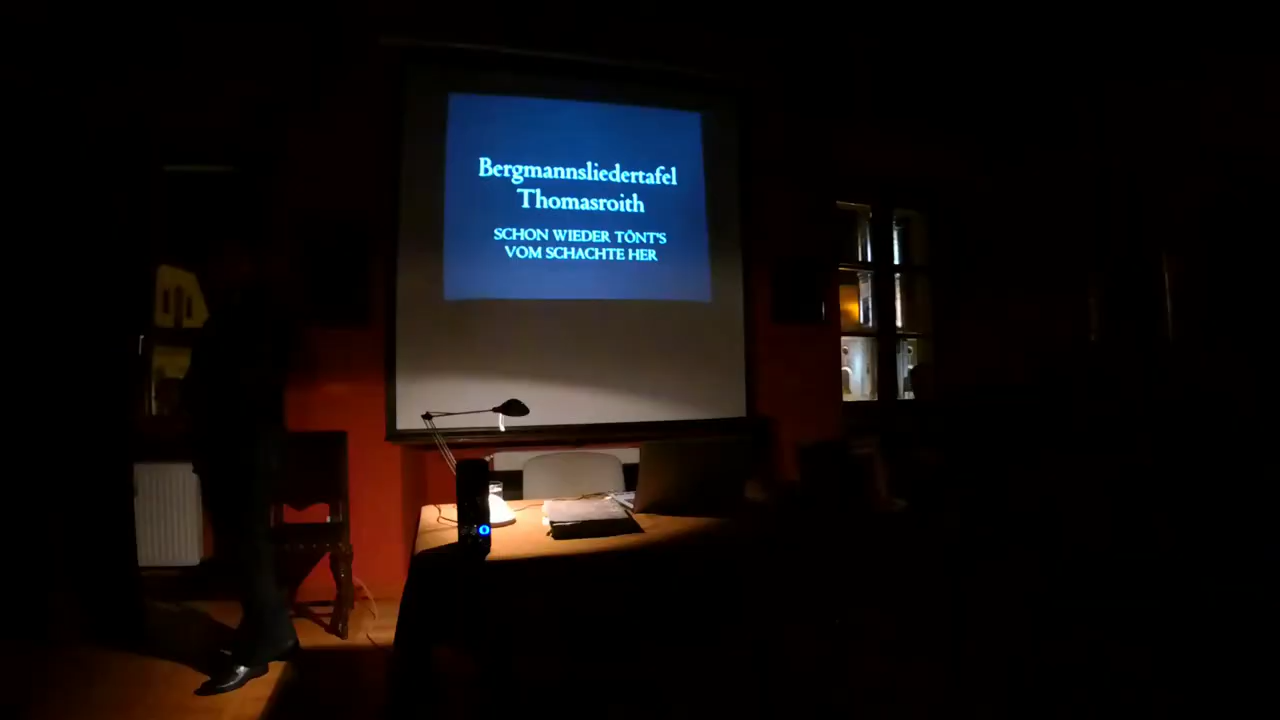 Bergmannsliedertafel
Thomasroith
SCHON WIEDER TÖNT'S
VOM SCHACHTE HER